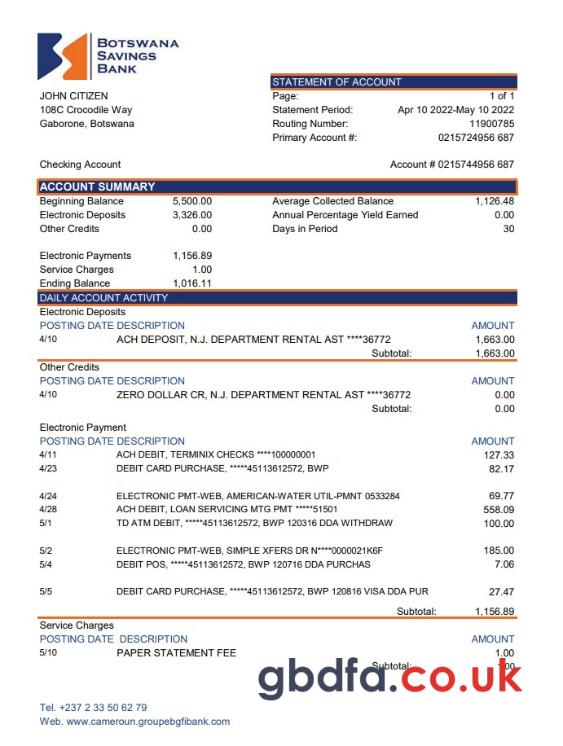 BOTSWANA
SAVINGS
BANK
STATEMENT OF ACCOUNT
JOHN CITIZEN
108C Crocodile Way
Gaborone, Botswana
Page: 1 of 1
Statement Period: Apr 10 2022-May 10 2022
Routing Number: 11900785
Primary Account #: 0215724956 687
Checking Account Account # 0215744956 687
ACCOUNT SUMMARY
Beginning Balance 5,500.00 Average Collected Balance 1,126.48
Electronic Deposits 3,326.00 Annual Percentage Yield Earned 0.00
Other Credits 0.00 Days in Period 30
Electronic Payments 1,156.89
Service Charges 1.00
Ending Balance 1,016.11
DAILY ACCOUNT ACTIVITY
Electronic Deposits
POSTING DATE DESCRIPTION AMOUNT
4/10 ACH DEPOSIT, N.J. DEPARTMENT RENTAL AST ****36772 1,663.00
Subtotal: 1,663.00
Other Credits
POSTING DATE DESCRIPTION AMOUNT
4/10 ZERO DOLLAR CR, N.J. DEPARTMENT RENTAL AST ****36772 0.00
Subtotal: 0.00
Electronic Payment
POSTING DATE DESCRIPTION AMOUNT
4/11 ACH DEBIT, TERMINIX CHECKS ****100000001 127.33
4/23 DEBIT CARD PURCHASE, *****45113612572, BWP 82.17
4/24 ELECTRONIC PMT-WEB, AMERICAN-WATER UTIL-PMNT 0533284 69.77
4/28 ACH DEBIT, LOAN SERVICING MTG PMT *****51501 558.09
5/1 TD ATM DEBIT, *****45113612572, BWP 120316 DDA WITHDRAW 100.00
5/2 ELECTRONIC PMT-WEB, SIMPLE XFERS DR N****0000021K6F 185.00
5/4 DEBIT POS, *****45113612572, BWP 120716 DDA PURCHAS 7.06
5/5 DEBIT CARD PURCHASE, *****45113612572, BWP 120816 VISA DDA PUR 27.47
Subtotal: 1,156.89
Service Charges
POSTING DATE DESCRIPTION AMOUNT
5/10 PAPER STATEMENT FEE 1.00
Subtotal:
gbdfa.co.uk
Tel. +237 2 33 50 62 79
Web. www.cameroun.groupebgfibank.com